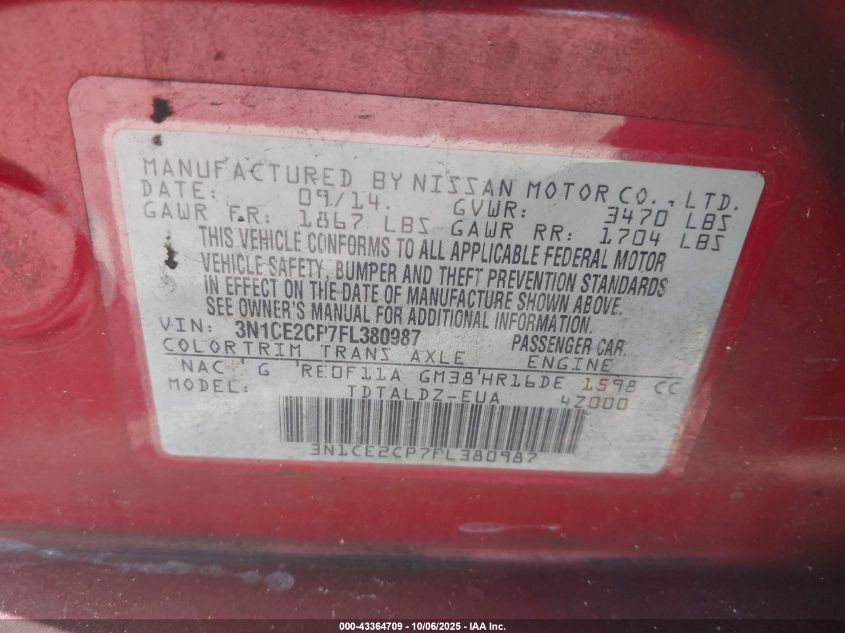 MANUFACTURED BY NISSAN MOTOR CO., LTD.
DATE: 09/14. GVWR: 3470 LBS
GAWR FR: 1867 LBS GAWR RR: 1704 LBS
THIS VEHICLE CONFORMS TO ALL APPLICABLE FEDERAL MOTOR
VEHICLE SAFETY, BUMPER AND THEFT PREVENTION STANDARDS
IN EFFECT ON THE DATE OF MANUFACTURE SHOWN ABOVE.
SEE OWNER'S MANUAL FOR ADDITIONAL INFORMATION.
VIN: 3N1CE2CP7FL380987 PASSENGER CAR.
COLOR TRIM TRANS AXLE ENGINE
NAC G RE0F11A GM38 HR16DE 1598 CC
MODEL: TDTALDZ-EUA 4Z000
3N1CE2CP7FL380987
000-43364709 - 10/06/2025 - IAA Inc.